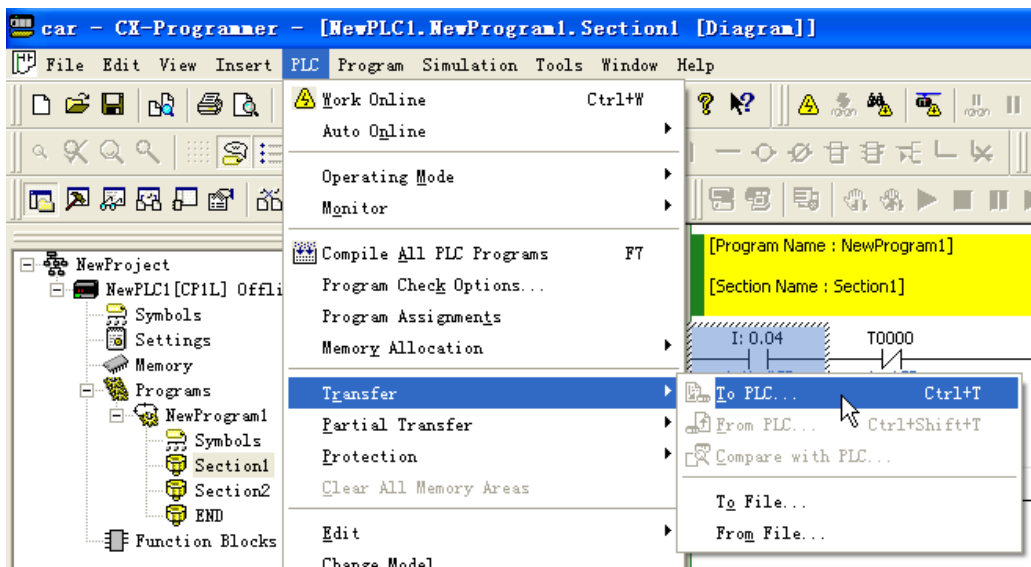 car - CX-Programmer - [NewPLC1.NewProgram1.Section1 [Diagram]]
File Edit View Insert PLC Program Simulation Tools Window Help
Work Online Ctrl+W
Auto Online
Operating Mode
Monitor
Compile All PLC Programs F7
Program Check Options...
Program Assignments
Memory Allocation
Transfer
Partial Transfer
Protection
Clear All Memory Areas
Edit
Change Model
To PLC... Ctrl+T
From PLC... Ctrl+Shift+T
Compare with PLC...
To File...
From File...
NewProject
NewPLC1[CP1L] Offli
Symbols
Settings
Memory
Programs
NewProgram1
Symbols
Section1
Section2
END
Function Blocks
[Program Name : NewProgram1]
[Section Name : Section1]
I: 0.04 T0000